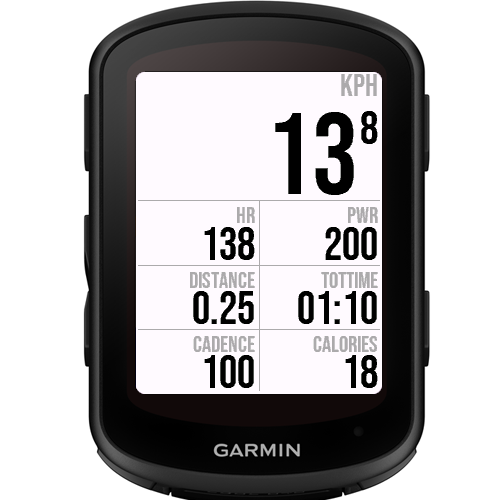 KPH
13 8
HR PWR
138 200
DISTANCE TOTTIME
0.25 01:10
CADENCE CALORIES
100 18
GARMIN